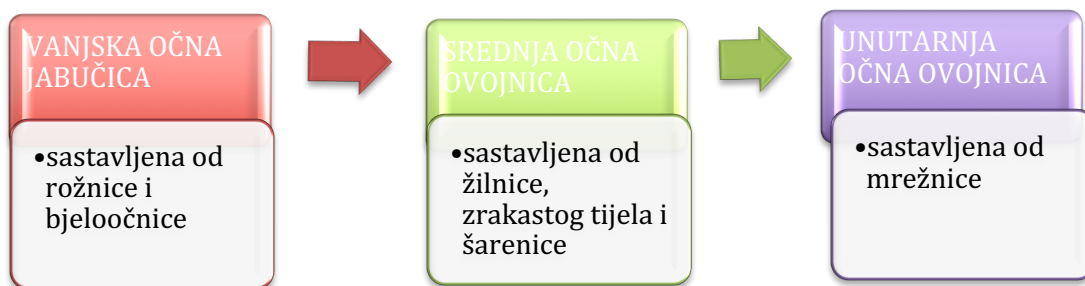 VANJSKA OČNA
JABUČICA
•sastavljena od
rožnice i
bjeloočnice
SREDNJA OČNA
OVOJNICA
•sastavljena od
žilnice,
zrakastog tijela i
šarenice
UNUTARNJA
OČNA OVOJNICA
•sastavljena od
mrežnice